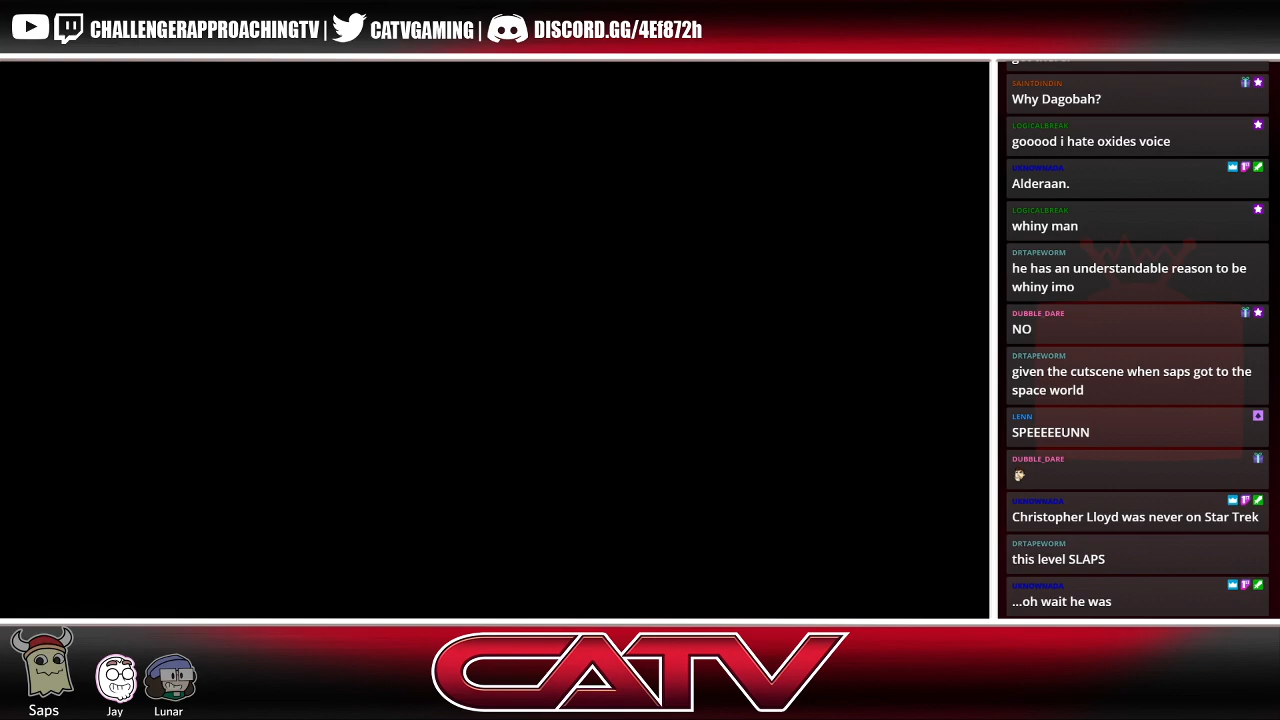 CHALLENGERAPPROACHINGTV | CATVGAMING | DISCORD.GG/4Ef872h
SAINTDINDIN
Why Dagobah?
LOGICALBREAK
gooood i hate oxides voice
Alderaan.
LOGICALBREAK
whiny man
DRTAPEWORM
he has an understandable reason to be
whiny imo
DUBBLE_DARE
NO
DRTAPEWORM
given the cutscene when saps got to the
space world
LENN
SPEEEEEUNN
DUBBLE_DARE
Christopher Lloyd was never on Star Trek
DRTAPEWORM
this level SLAPS
...oh wait he was
CATV
Saps
Jay
Lunar